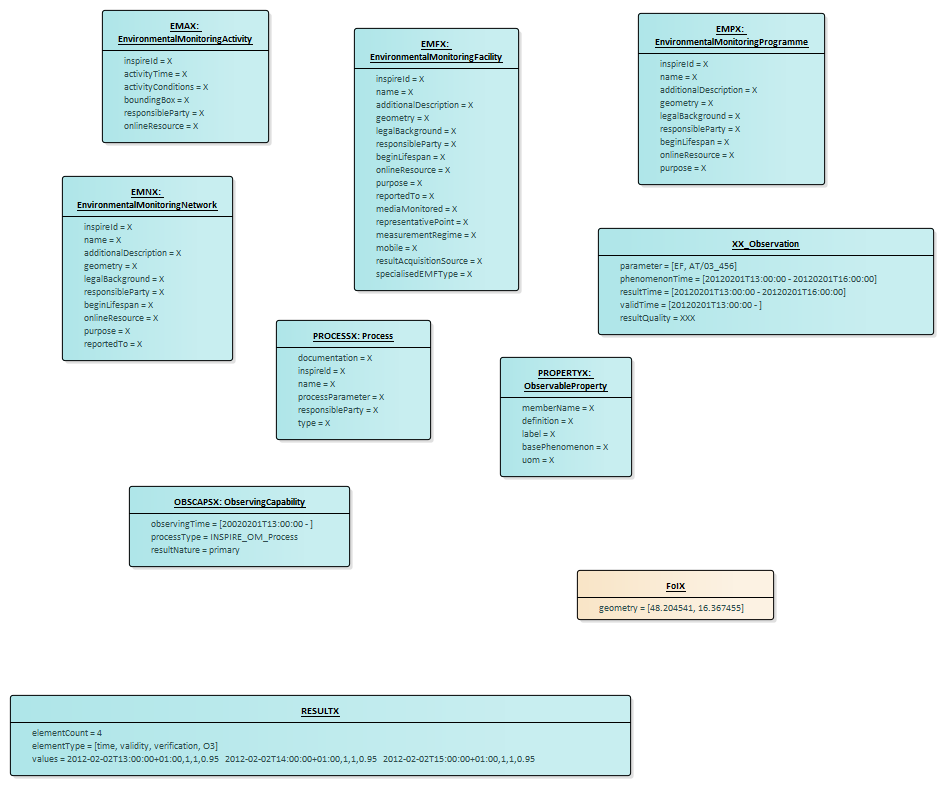 EMAX:
EnvironmentalMonitoringActivity
inspireId = X
activityTime = X
activityConditions = X
boundingBox = X
responsibleParty = X
onlineResource = X
EMFX:
EnvironmentalMonitoringFacility
inspireId = X
name = X
additionalDescription = X
geometry = X
legalBackground = X
responsibleParty = X
beginLifespan = X
onlineResource = X
purpose = X
reportedTo = X
mediaMonitored = X
representativePoint = X
measurementRegime = X
mobile = X
resultAcquisitionSource = X
specialisedEMFType = X
EMPX:
EnvironmentalMonitoringProgramme
inspireId = X
name = X
additionalDescription = X
geometry = X
legalBackground = X
responsibleParty = X
beginLifespan = X
onlineResource = X
purpose = X
EMNX:
EnvironmentalMonitoringNetwork
inspireId = X
name = X
additionalDescription = X
geometry = X
legalBackground = X
responsibleParty = X
beginLifespan = X
onlineResource = X
purpose = X
reportedTo = X
XX_Observation
parameter = [EF, AT/03_456]
phenomenonTime = [20120201T13:00:00 - 20120201T16:00:00]
resultTime = [20120201T13:00:00 - 20120201T16:00:00]
validTime = [20120201T13:00:00 - ]
resultQuality = XXX
PROCESSX: Process
documentation = X
inspireId = X
name = X
processParameter = X
responsibleParty = X
type = X
PROPERTYX:
ObservableProperty
memberName = X
definition = X
label = X
basePhenomenon = X
uom = X
OBSCAPSX: ObservingCapability
observingTime = [20020201T13:00:00 - ]
processType = INSPIRE_OM_Process
resultNature = primary
FoIX
geometry = [48.204541, 16.367455]
RESULTX
elementCount = 4
elementType = [time, validity, verification, O3]
values = 2012-02-02T13:00:00+01:00,1,1,0.95 2012-02-02T14:00:00+01:00,1,1,0.95 2012-02-02T15:00:00+01:00,1,1,0.95